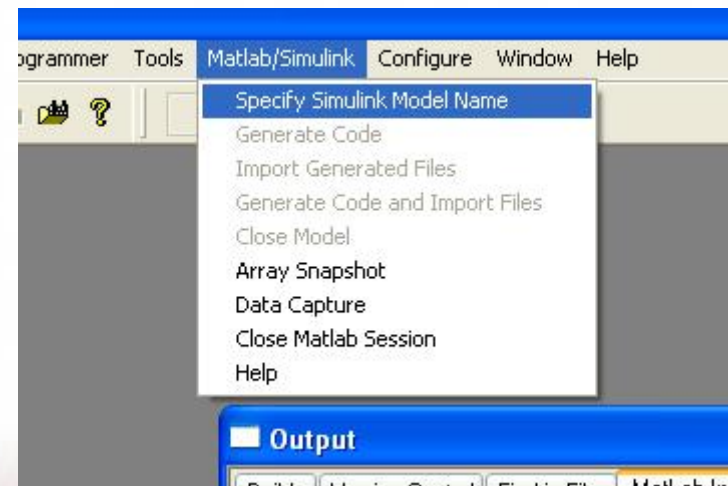 Tools Matlab/Simulink Configure Window Help
Specify Simulink Model Name
Generate Code
Import Generated Files
Generate Code and Import Files
Close Model
Array Snapshot
Data Capture
Close Matlab Session
Help
Output